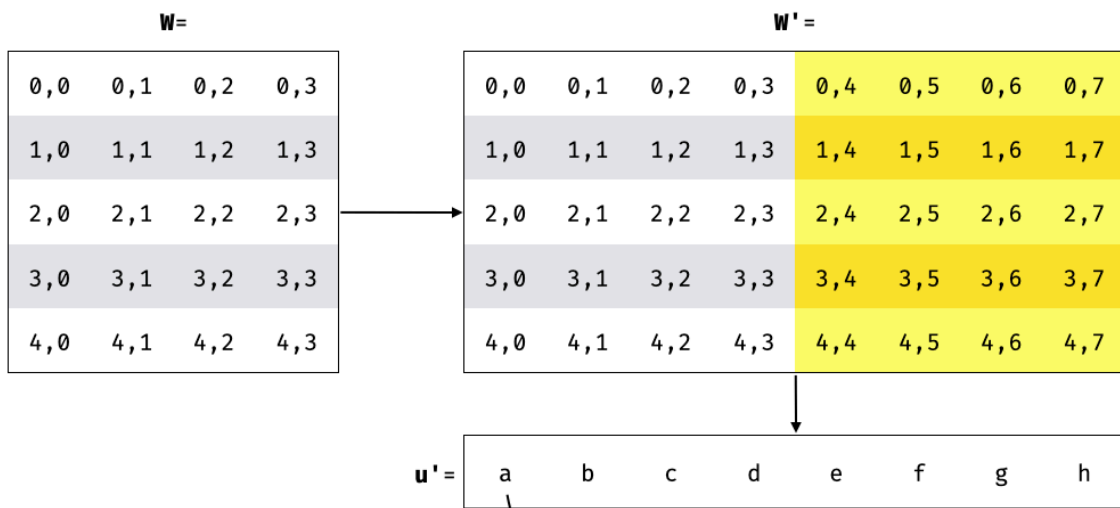 W= W'=
0,0 0,1 0,2 0,3 0,0 0,1 0,2 0,3 0,4 0,5 0,6 0,7
1,0 1,1 1,2 1,3 1,0 1,1 1,2 1,3 1,4 1,5 1,6 1,7
2,0 2,1 2,2 2,3 2,0 2,1 2,2 2,3 2,4 2,5 2,6 2,7
3,0 3,1 3,2 3,3 3,0 3,1 3,2 3,3 3,4 3,5 3,6 3,7
4,0 4,1 4,2 4,3 4,0 4,1 4,2 4,3 4,4 4,5 4,6 4,7
u'= a b c d e f g h